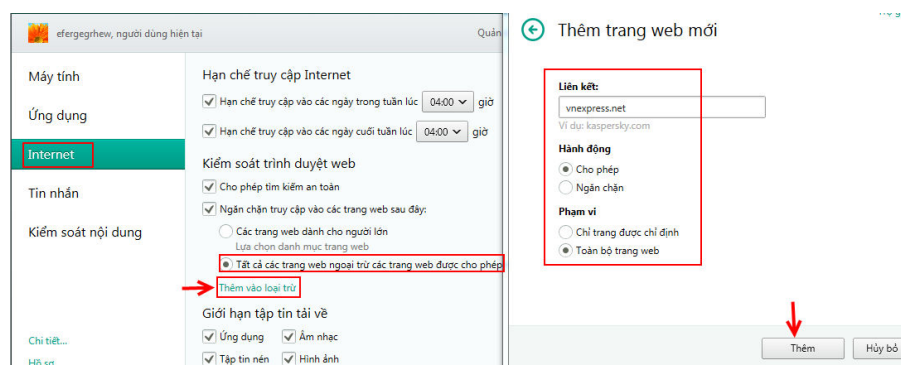 efergegrhew, người dùng hiện tại
Quản
Máy tính
Ứng dụng
Internet
Tin nhắn
Kiểm soát nội dung
Chi tiết...
Hồ sơ
Hạn chế truy cập Internet
Hạn chế truy cập vào các ngày trong tuần lúc 04:00 giờ
Hạn chế truy cập vào các ngày cuối tuần lúc 04:00 giờ
Kiểm soát trình duyệt web
Cho phép tìm kiếm an toàn
Ngăn chặn truy cập vào các trang web sau đây:
Các trang web dành cho người lớn
Lựa chọn danh mục trang web
Tất cả các trang web ngoại trừ các trang web được cho phép
Thêm vào loại trừ
Giới hạn tập tin tải về
Ứng dụng Âm nhạc
Tập tin nén Hình ảnh
Thêm trang web mới
Liên kết:
vnexpress.net
Ví dụ: kaspersky.com
Hành động
Cho phép
Ngăn chặn
Phạm vi
Chỉ trang được chỉ định
Toàn bộ trang web
Thêm Hủy bỏ